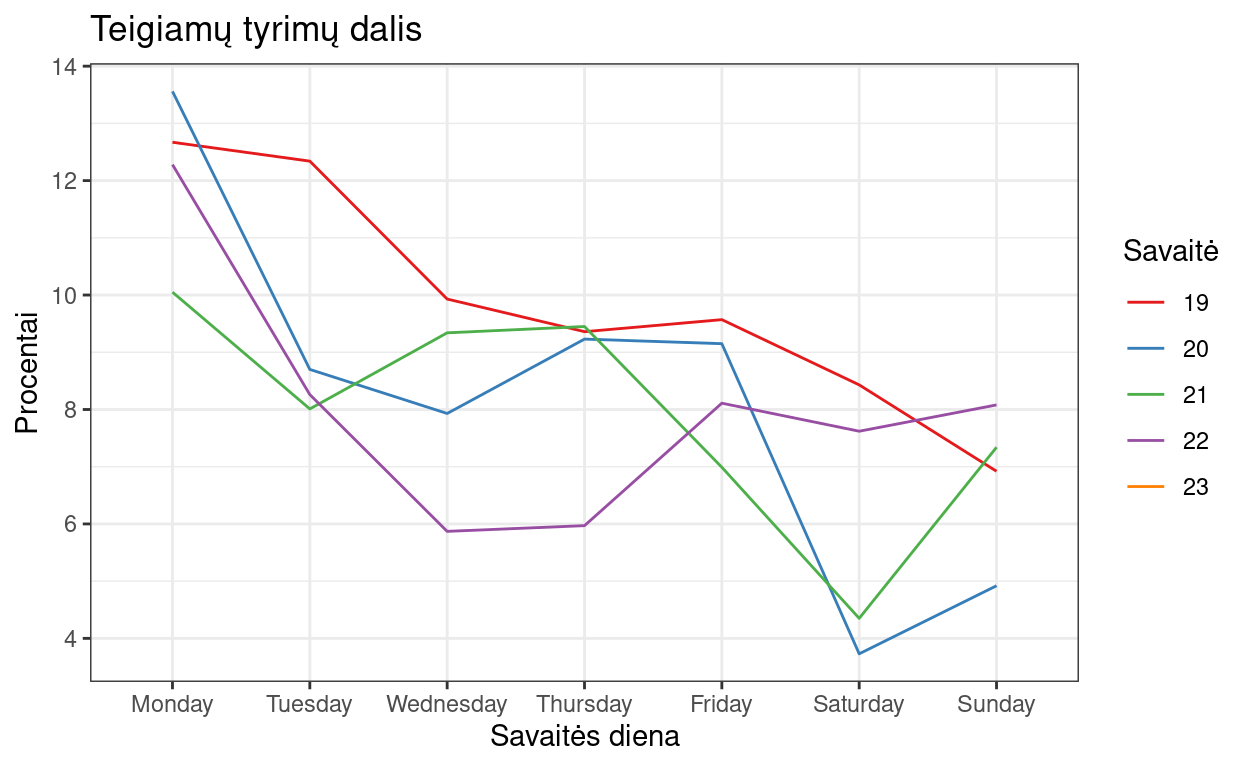 Teigiamų tyrimų dalis
14
12
10
8
6
4
Procentai
Monday Tuesday Wednesday Thursday Friday Saturday Sunday
Savaitės diena
Savaitė
19
20
21
22
23